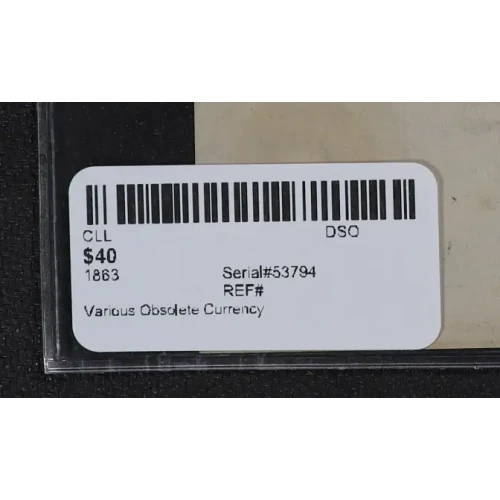 CLL DSO
$40
1863 Serial#53794
REF#
Various Obsolete Currency